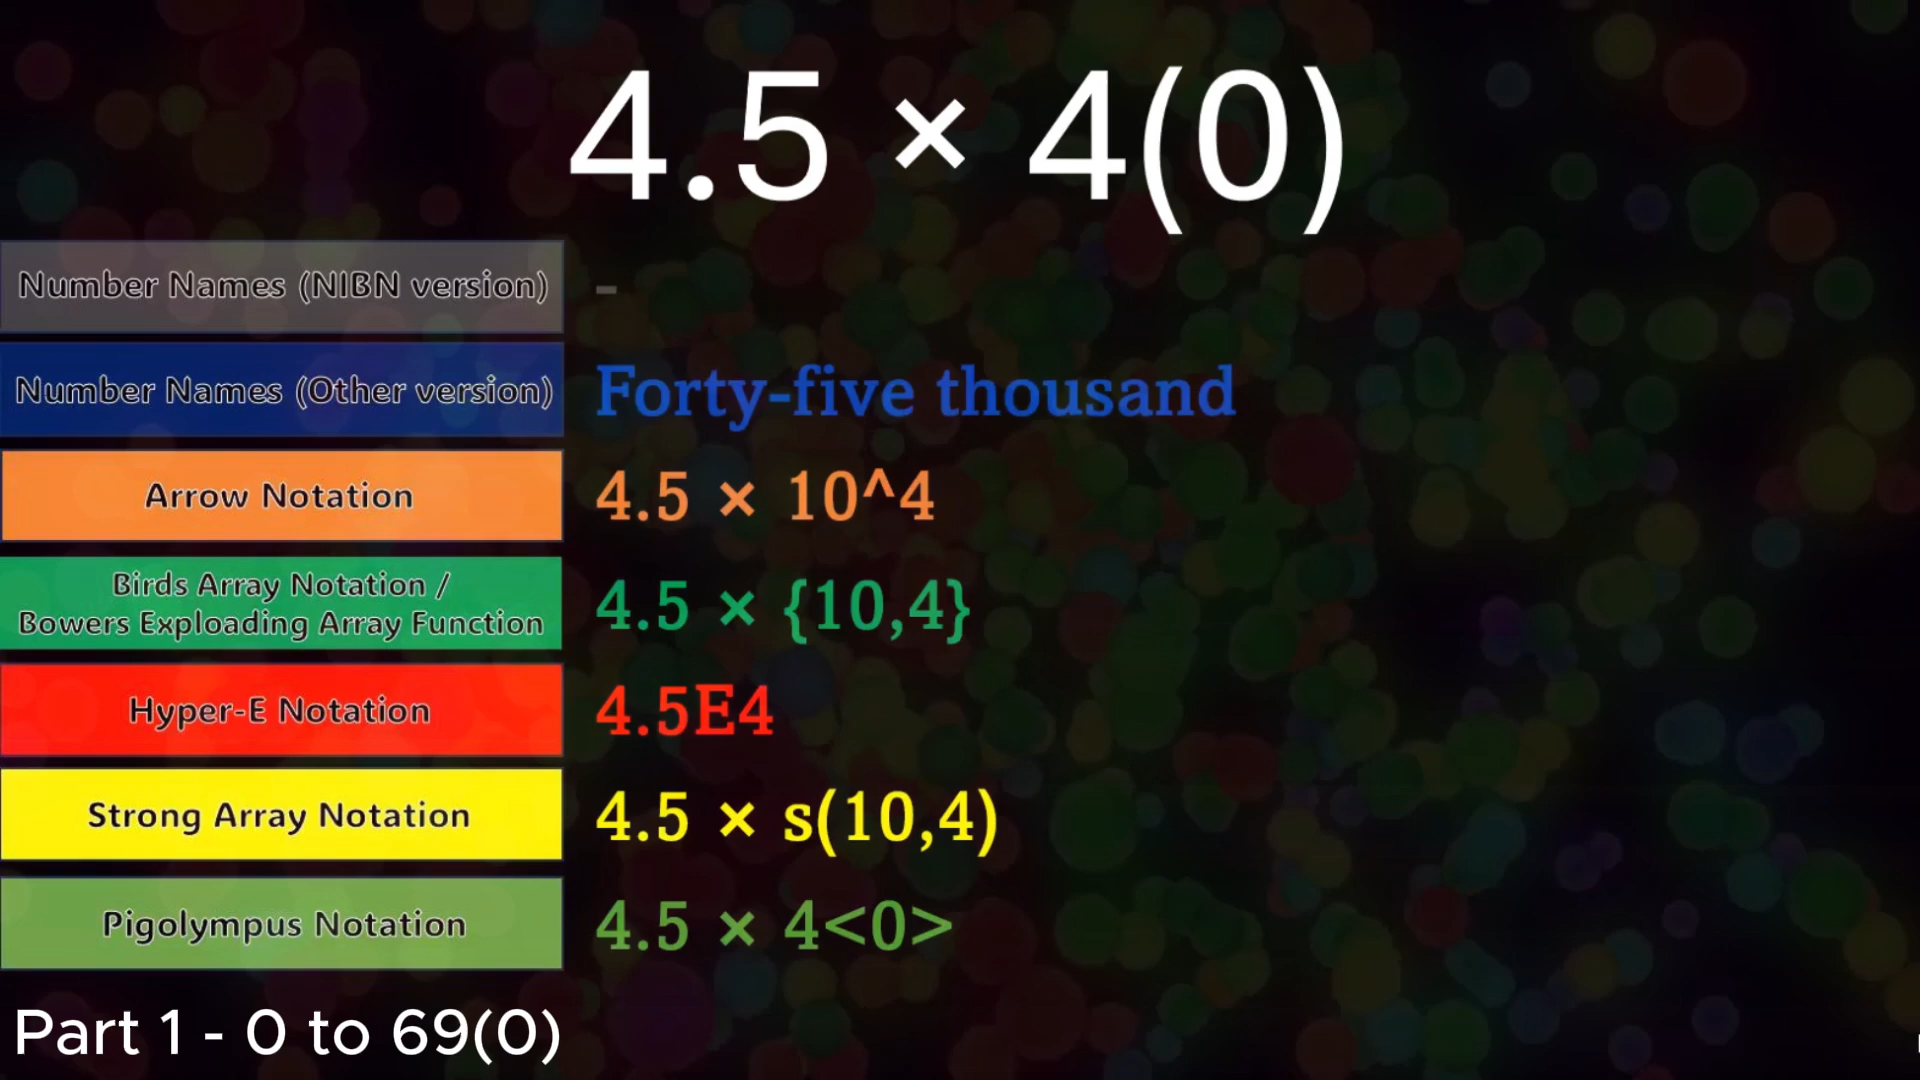 4.5 × 4(0)
Number Names (NIBN version)
-
Number Names (Other version)
Forty-five thousand
Arrow Notation
4.5 × 10^4
Birds Array Notation /
Bowers Exploading Array Function
4.5 × {10,4}
Hyper-E Notation
4.5E4
Strong Array Notation
4.5 × s(10,4)
Pigolympus Notation
4.5 × 4<0>
Part 1 - 0 to 69(0)